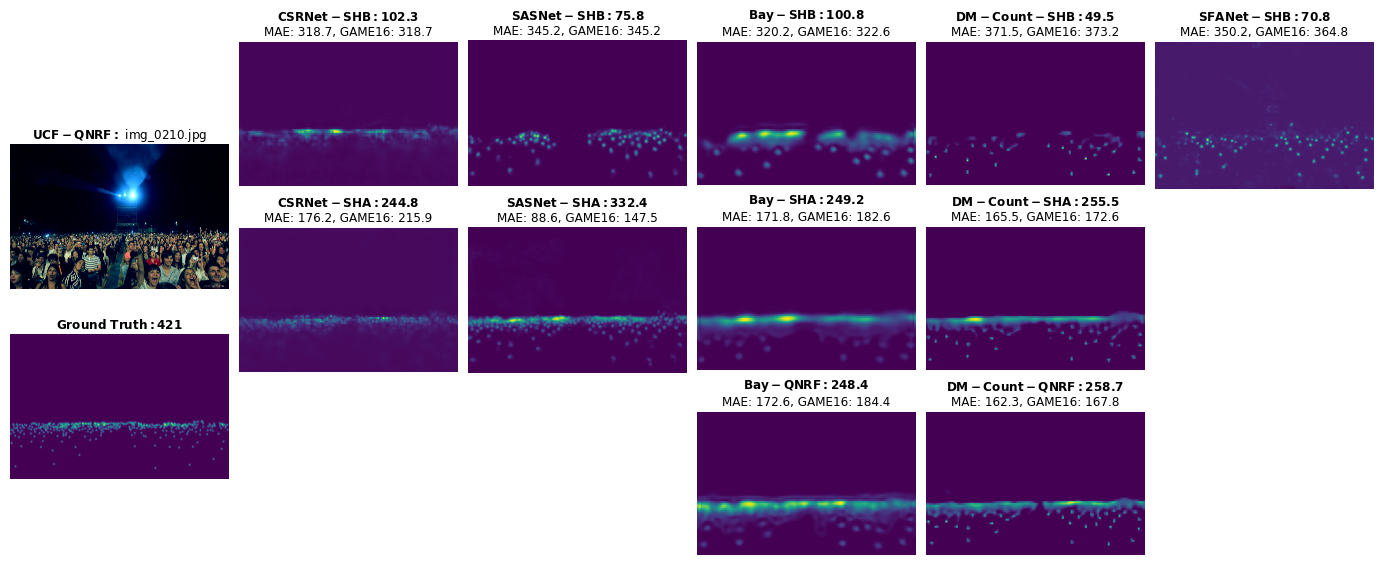 CSRNet − SHB : 102.3
MAE: 318.7, GAME16: 318.7
SASNet − SHB : 75.8
MAE: 345.2, GAME16: 345.2
Bay − SHB : 100.8
MAE: 320.2, GAME16: 322.6
DM − Count − SHB : 49.5
MAE: 371.5, GAME16: 373.2
SFANet − SHB : 70.8
MAE: 350.2, GAME16: 364.8
UCF − QNRF : img_0210.jpg
CSRNet − SHA : 244.8
MAE: 176.2, GAME16: 215.9
SASNet − SHA : 332.4
MAE: 88.6, GAME16: 147.5
Bay − SHA : 249.2
MAE: 171.8, GAME16: 182.6
DM − Count − SHA : 255.5
MAE: 165.5, GAME16: 172.6
Ground Truth : 421
Bay − QNRF : 248.4
MAE: 172.6, GAME16: 184.4
DM − Count − QNRF : 258.7
MAE: 162.3, GAME16: 167.8